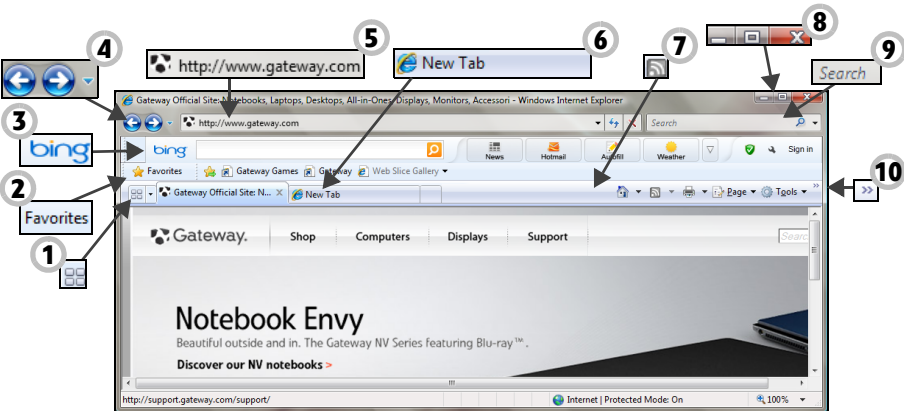 4 5 6 7 8 9
http://www.gateway.com
New Tab
Search
Gateway Official Site: Notebooks, Laptops, Desktops, All-in-Ones, Displays, Monitors, Accessori - Windows Internet Explorer
http://www.gateway.com Search
3
bing
bing News Hotmail Autofill Weather Sign in
2
Favorites
Favorites Gateway Games Gateway Web Slice Gallery
10
Gateway Official Site: N... New Tab Page Tools
1
Gateway. Shop Computers Displays Support Searc
Notebook Envy
Beautiful outside and in. The Gateway NV Series featuring Blu-ray™.
Discover our NV notebooks >
http://support.gateway.com/support/ Internet | Protected Mode: On 100%